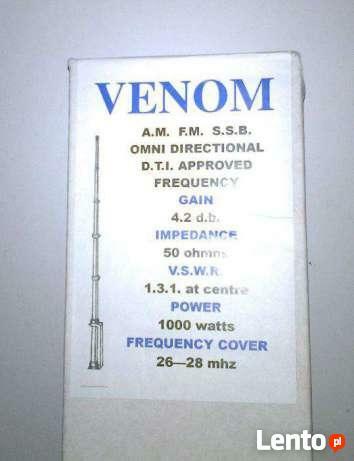 VENOM
A.M. F.M. S.S.B.
OMNI DIRECTIONAL
D.T.I. APPROVED
FREQUENCY
GAIN
4.2 d.b.
IMPEDANCE
50 ohms
V.S.W.R.
1.3.1. at centre
POWER
1000 watts
FREQUENCY COVER
26—28 mhz
Lento.pl